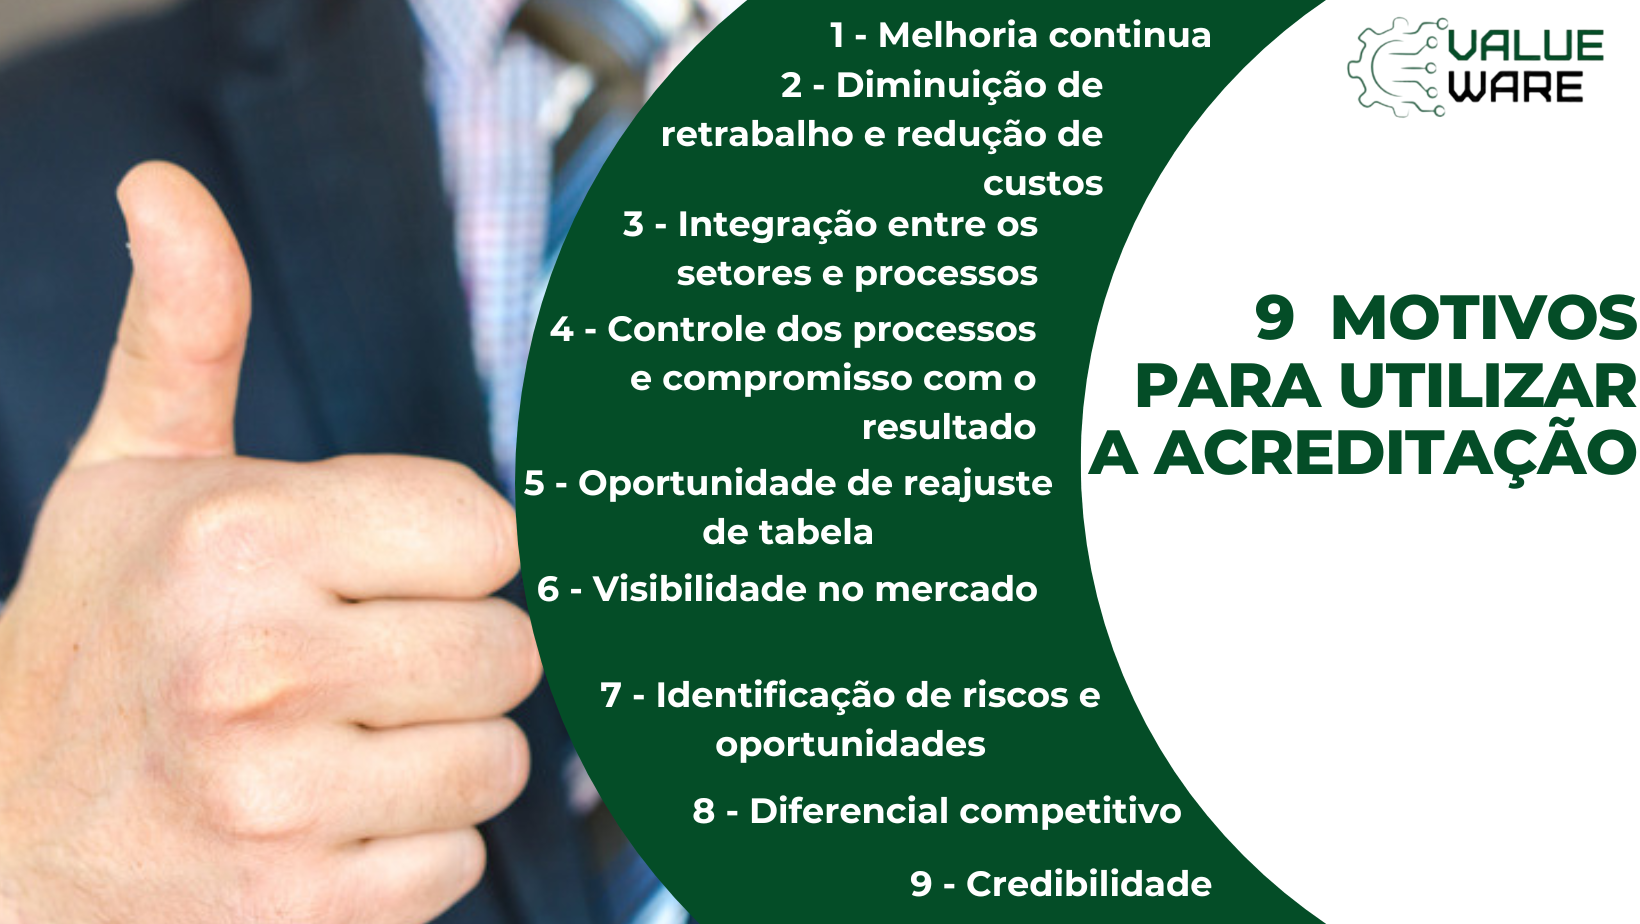 1 - Melhoria continua
2 - Diminuição de
retrabalho e redução de
custos
3 - Integração entre os
setores e processos
4 - Controle dos processos
e compromisso com o
resultado
5 - Oportunidade de reajuste
de tabela
6 - Visibilidade no mercado
7 - Identificação de riscos e
oportunidades
8 - Diferencial competitivo
9 - Credibilidade
VALUE
WARE
9 MOTIVOS
PARA UTILIZAR
A ACREDITAÇÃO